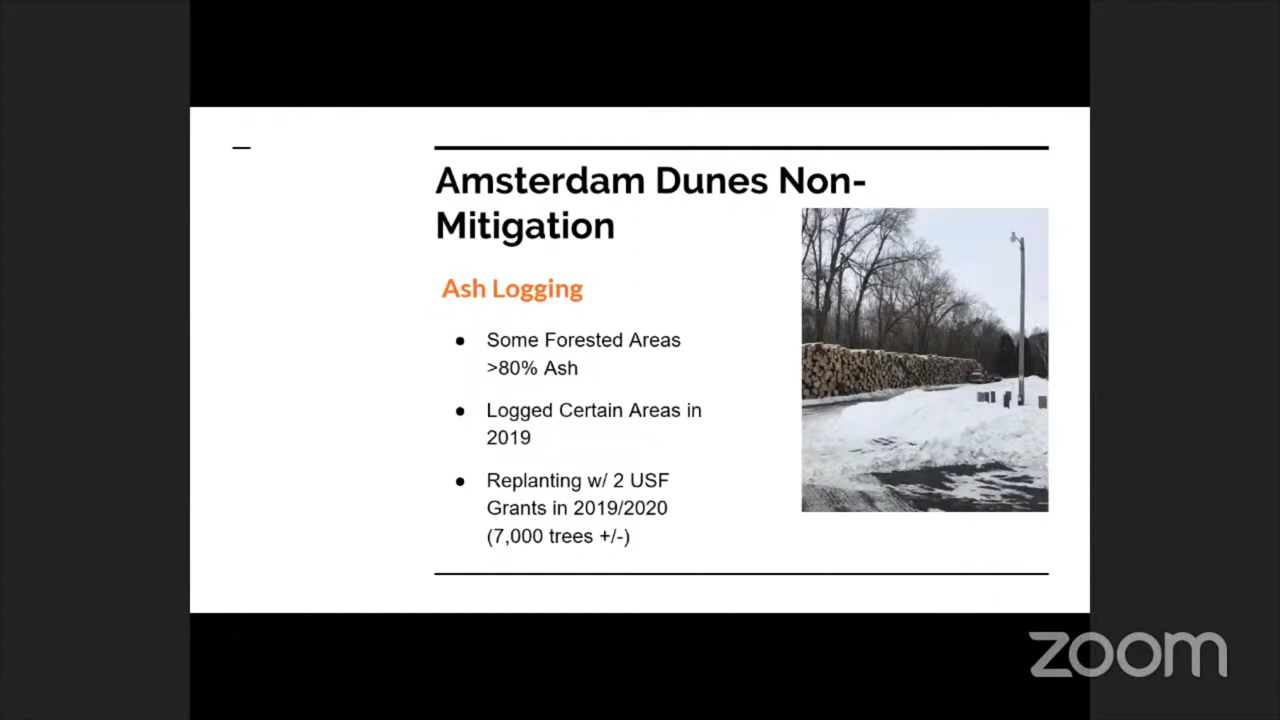 Amsterdam Dunes Non-
Mitigation
Ash Logging
● Some Forested Areas
>80% Ash
● Logged Certain Areas in
2019
● Replanting w/ 2 USF
Grants in 2019/2020
(7,000 trees +/-)
zoom